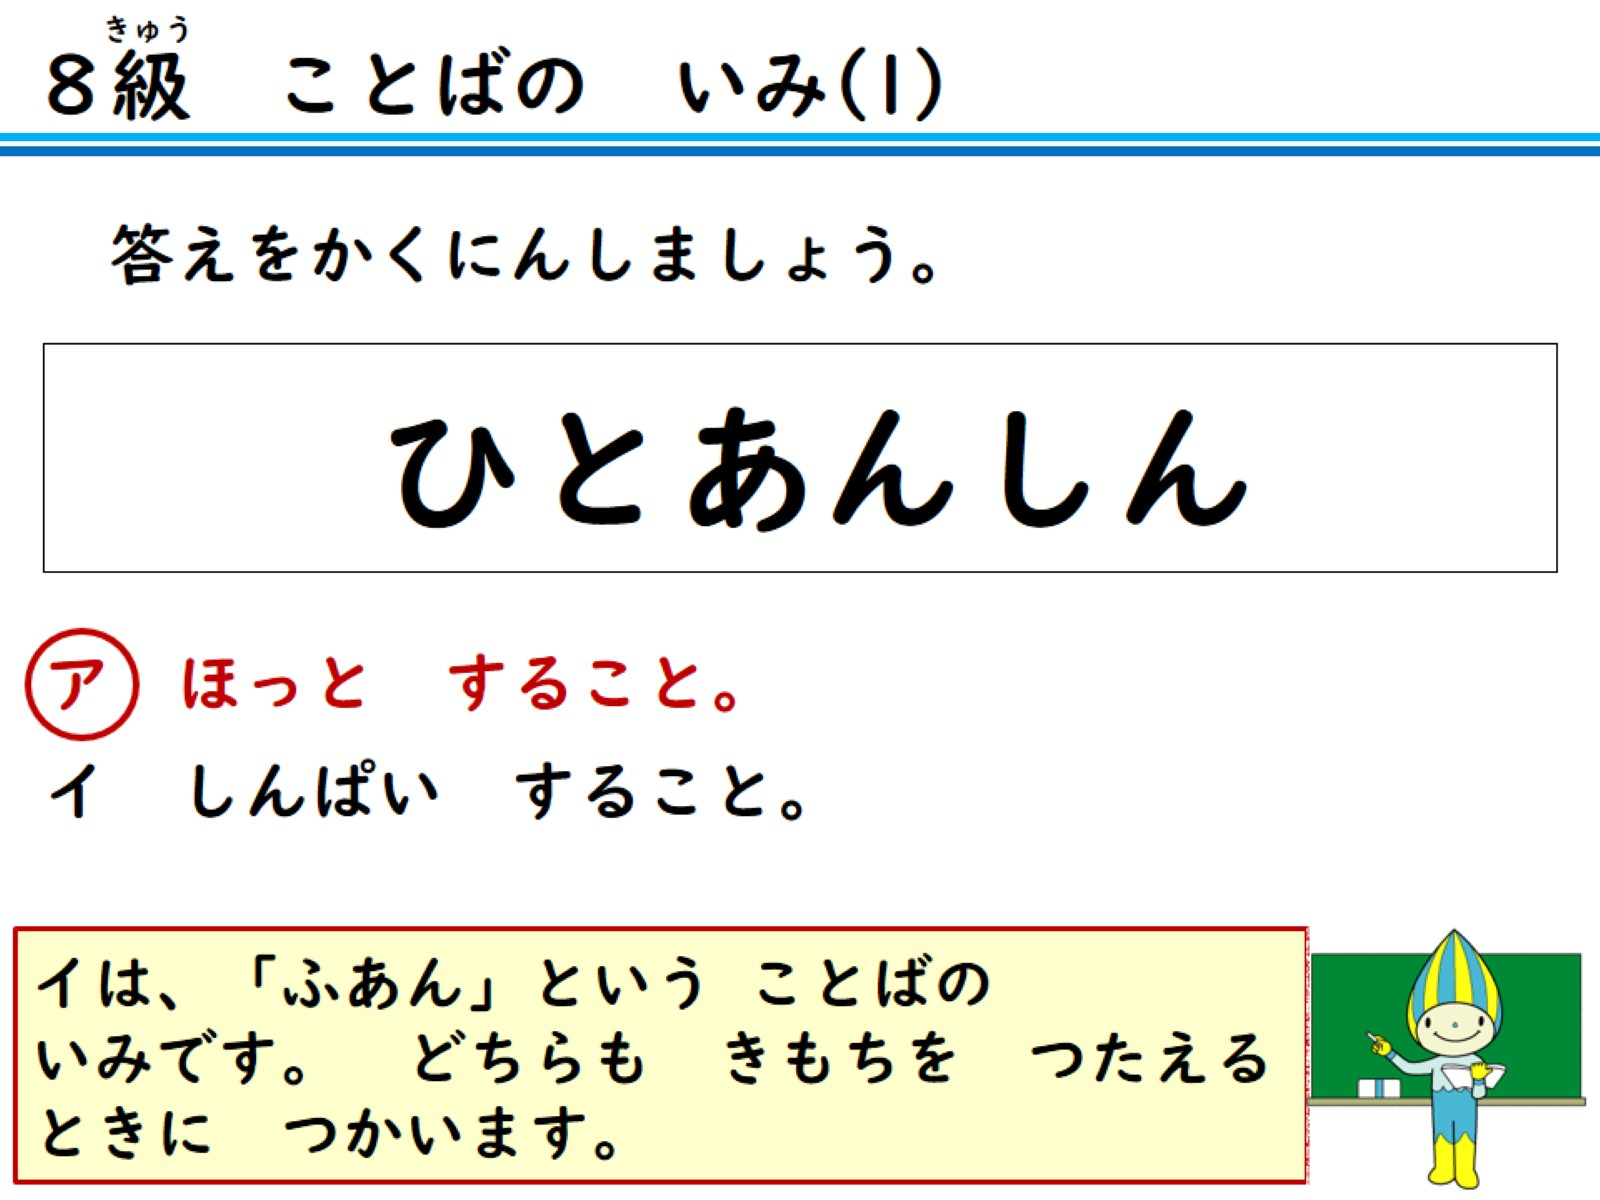 きゅう
８級　ことばの　いみ(1)
答えをかくにんしましょう。
ひとあんしん
ア　ほっと　すること。
イ　しんぱい　すること。
イは、「ふあん」という ことばの
いみです。　どちらも　きもちを　つたえる
ときに　つかいます。